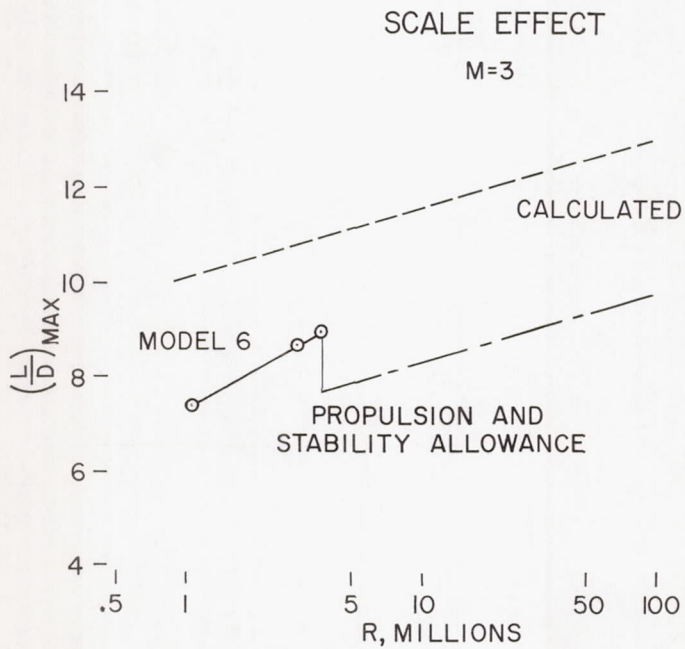 SCALE EFFECT
M=3
14
12
10
8
6
4
(L/D)MAX
CALCULATED
MODEL 6
PROPULSION AND
STABILITY ALLOWANCE
.5 1 5 10 50 100
R, MILLIONS